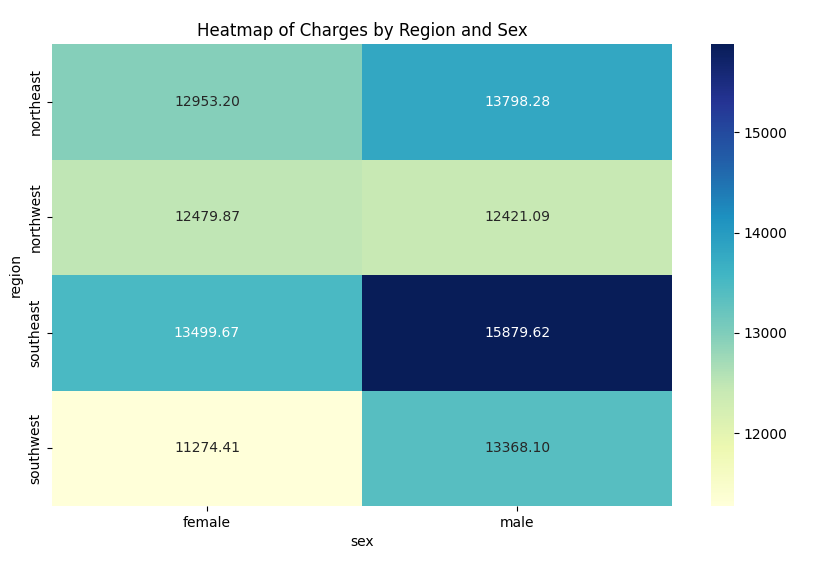 Heatmap of Charges by Region and Sex
northeast
12953.20
13798.28
northwest
12479.87
12421.09
southeast
13499.67
15879.62
southwest
11274.41
13368.10
region
female
male
sex
15000
14000
13000
12000